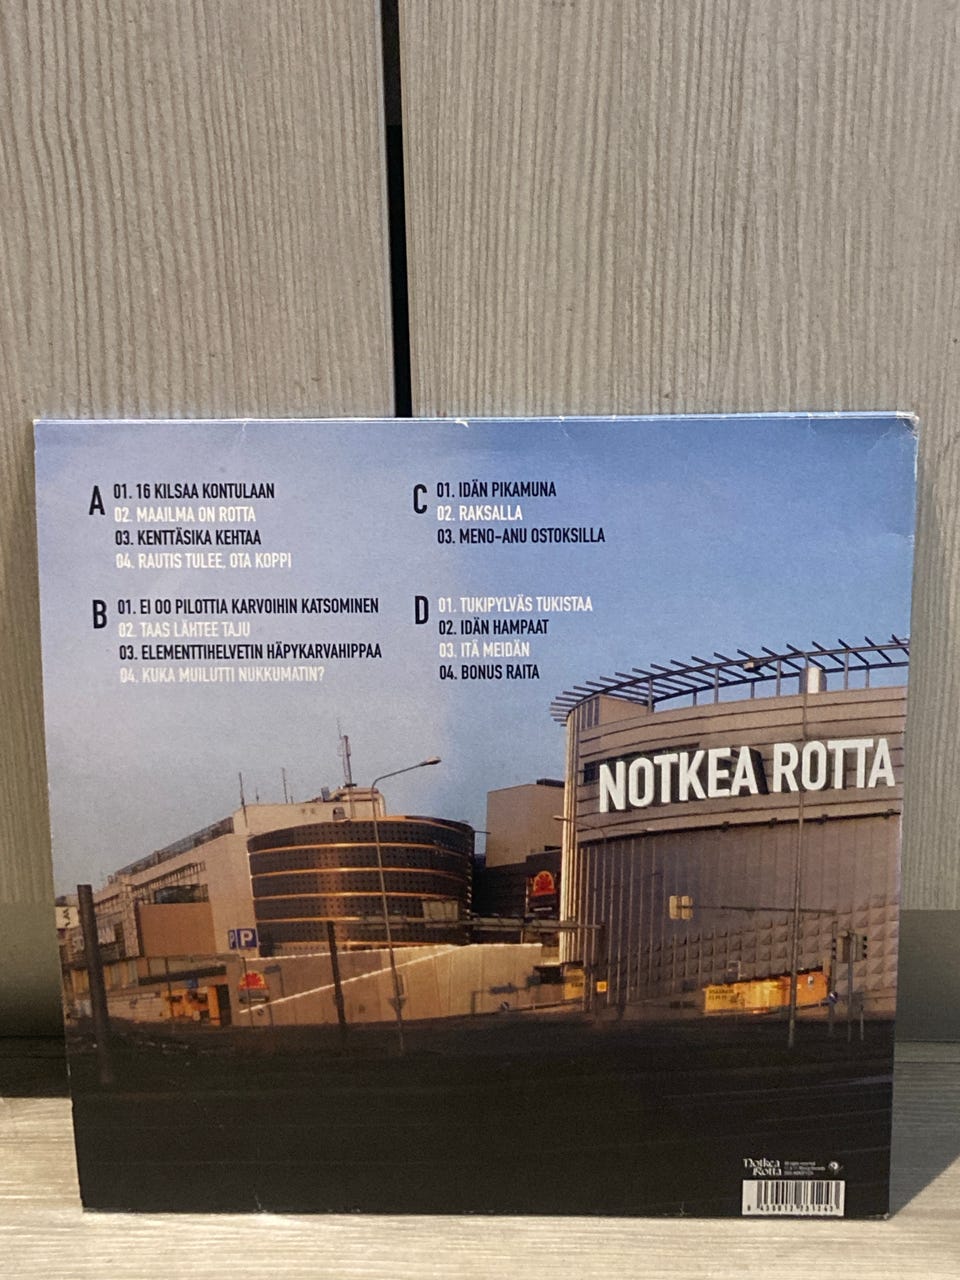 A
01. 16 KILSAA KONTULAAN
02. MAAILMA ON ROTTA
03. KENTTÄSIKA KEHTAA
04. RAUTIS TULEE, OTA KOPPI
B
01. EI OO PILOTTIA KARVOIHIN KATSOMINEN
02. TAAS LÄHTEE TAJU
03. ELEMENTTIHELVETIN HÄPYKARVAHIPPAA
04. KUKA MUILUTTI NUKKUMATIN?
C
01. IDÄN PIKAMUNA
02. RAKSALLA
03. MENO-ANU OSTOKSILLA
D
01. TUKIPYLVÄS TUKISTAA
02. IDÄN HAMPAAT
03. ITÄ MEIDÄN
04. BONUS RAITA
NOTKEA ROTTA
P
Notkea
Rotta